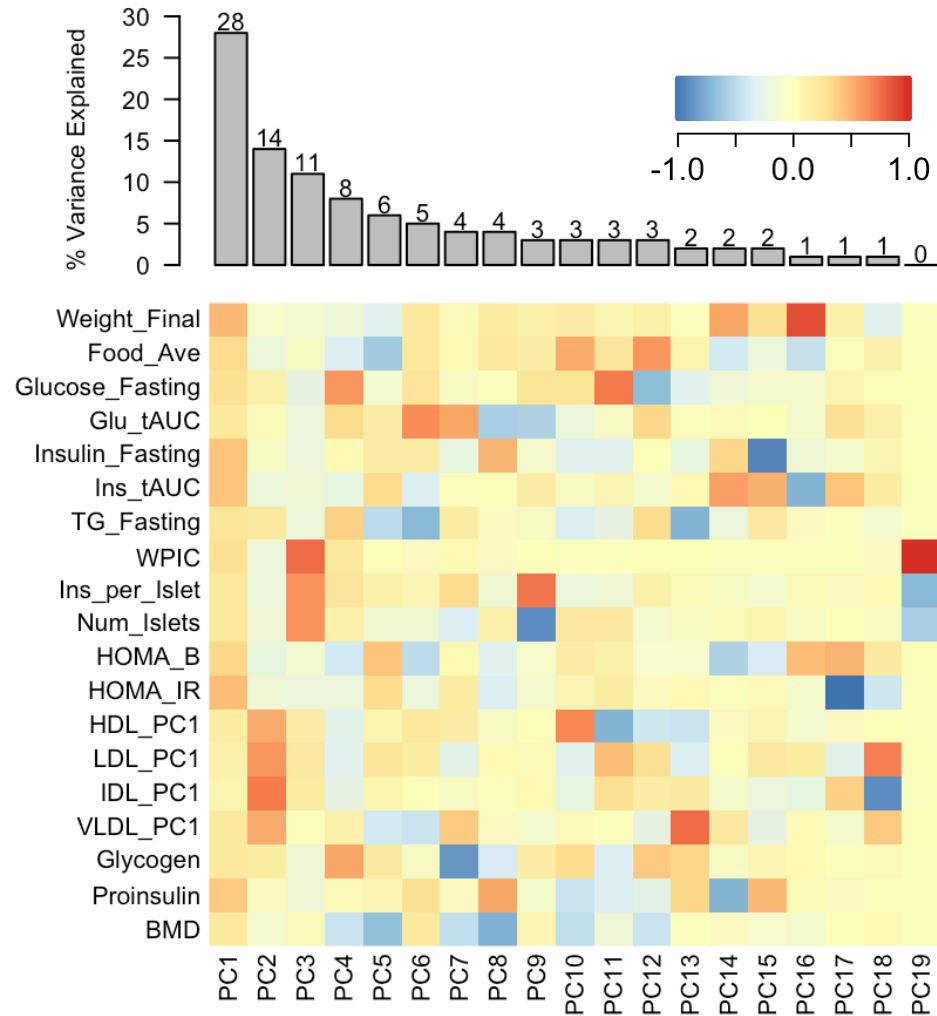 % Variance Explained
30
25
20
15
10
5
0
28
14
11
8
6
5
4
4
3
3
3
3
2
2
2
1
1
1
0
-1.0 0.0 1.0
Weight_Final
Food_Ave
Glucose_Fasting
Glu_tAUC
Insulin_Fasting
Ins_tAUC
TG_Fasting
WPIC
Ins_per_Islet
Num_Islets
HOMA_B
HOMA_IR
HDL_PC1
LDL_PC1
IDL_PC1
VLDL_PC1
Glycogen
Proinsulin
BMD
PC1
PC2
PC3
PC4
PC5
PC6
PC7
PC8
PC9
PC10
PC11
PC12
PC13
PC14
PC15
PC16
PC17
PC18
PC19